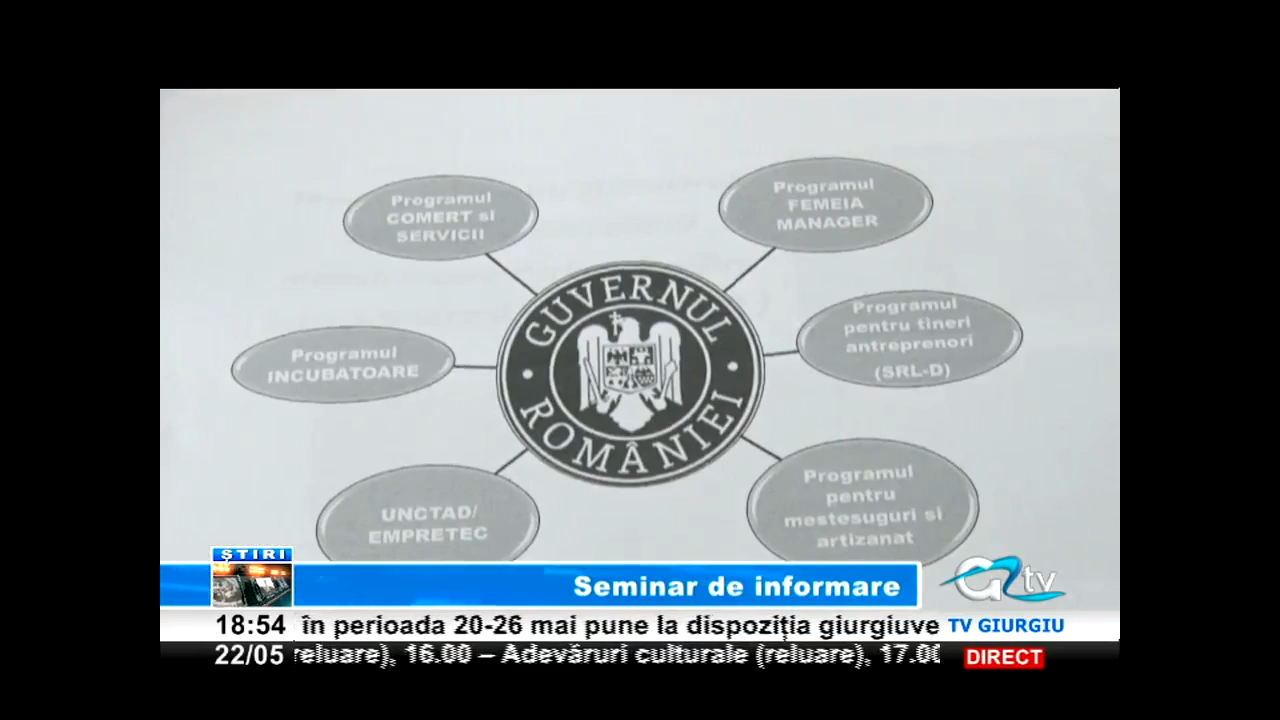 Programul
COMERT si
SERVICII
Programul
FEMEIA
MANAGER
GUVERNUL
ROMÂNIEI
Programul
INCUBATOARE
Programul
pentru tineri
antreprenori
(SRL-D)
UNCTAD/
EMPRETEC
Programul
pentru
mestesuguri si
artizanat
ȘTIRI
Seminar de informare
G2 tv
18:54 în perioada 20-26 mai pune la dispoziția giurgiuve TV GIURGIU
22/05 reluare), 16.00 – Adevăruri culturale (reluare), 17.00 DIRECT